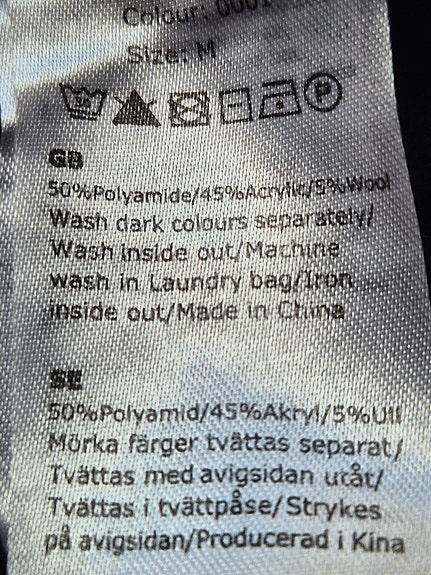 Colour: 0001
Size: M
P
GB
50%Polyamide/45%Acrylic/5%Wool
Wash dark colours separately/
Wash inside out/Machine
wash in Laundry bag/Iron
inside out/Made in China
SE
50%Polyamid/45%Akryl/5%Ull
Mörka färger tvättas separat/
Tvättas med avigsidan utåt/
Tvättas i tvättpåse/Strykes
på avigsidan/Producerad i Kina